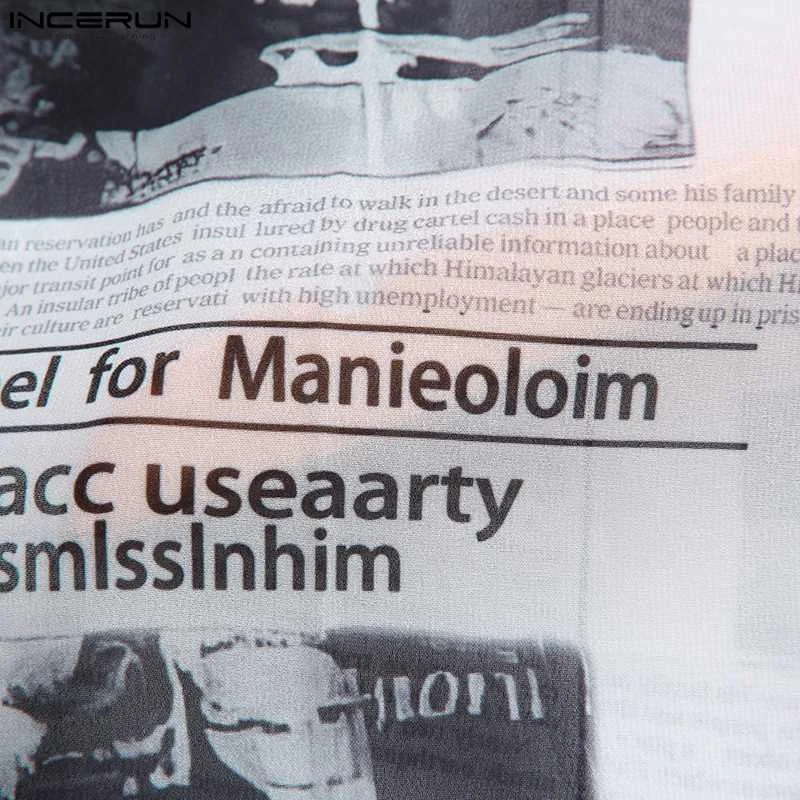 INCERUN
an reservation has and the afraid to walk in the desert and some his family
en the United States insul lured by drug cartel cash in a place people and t
jor transit point for as a n containing unreliable information about a plac
An insular tribe of peopl the rate at which Himalayan glaciers at which H
eir culture are reservati with high unemployment — are ending up in pris
el for Manieoloim
acc useaarty
smlssInhim